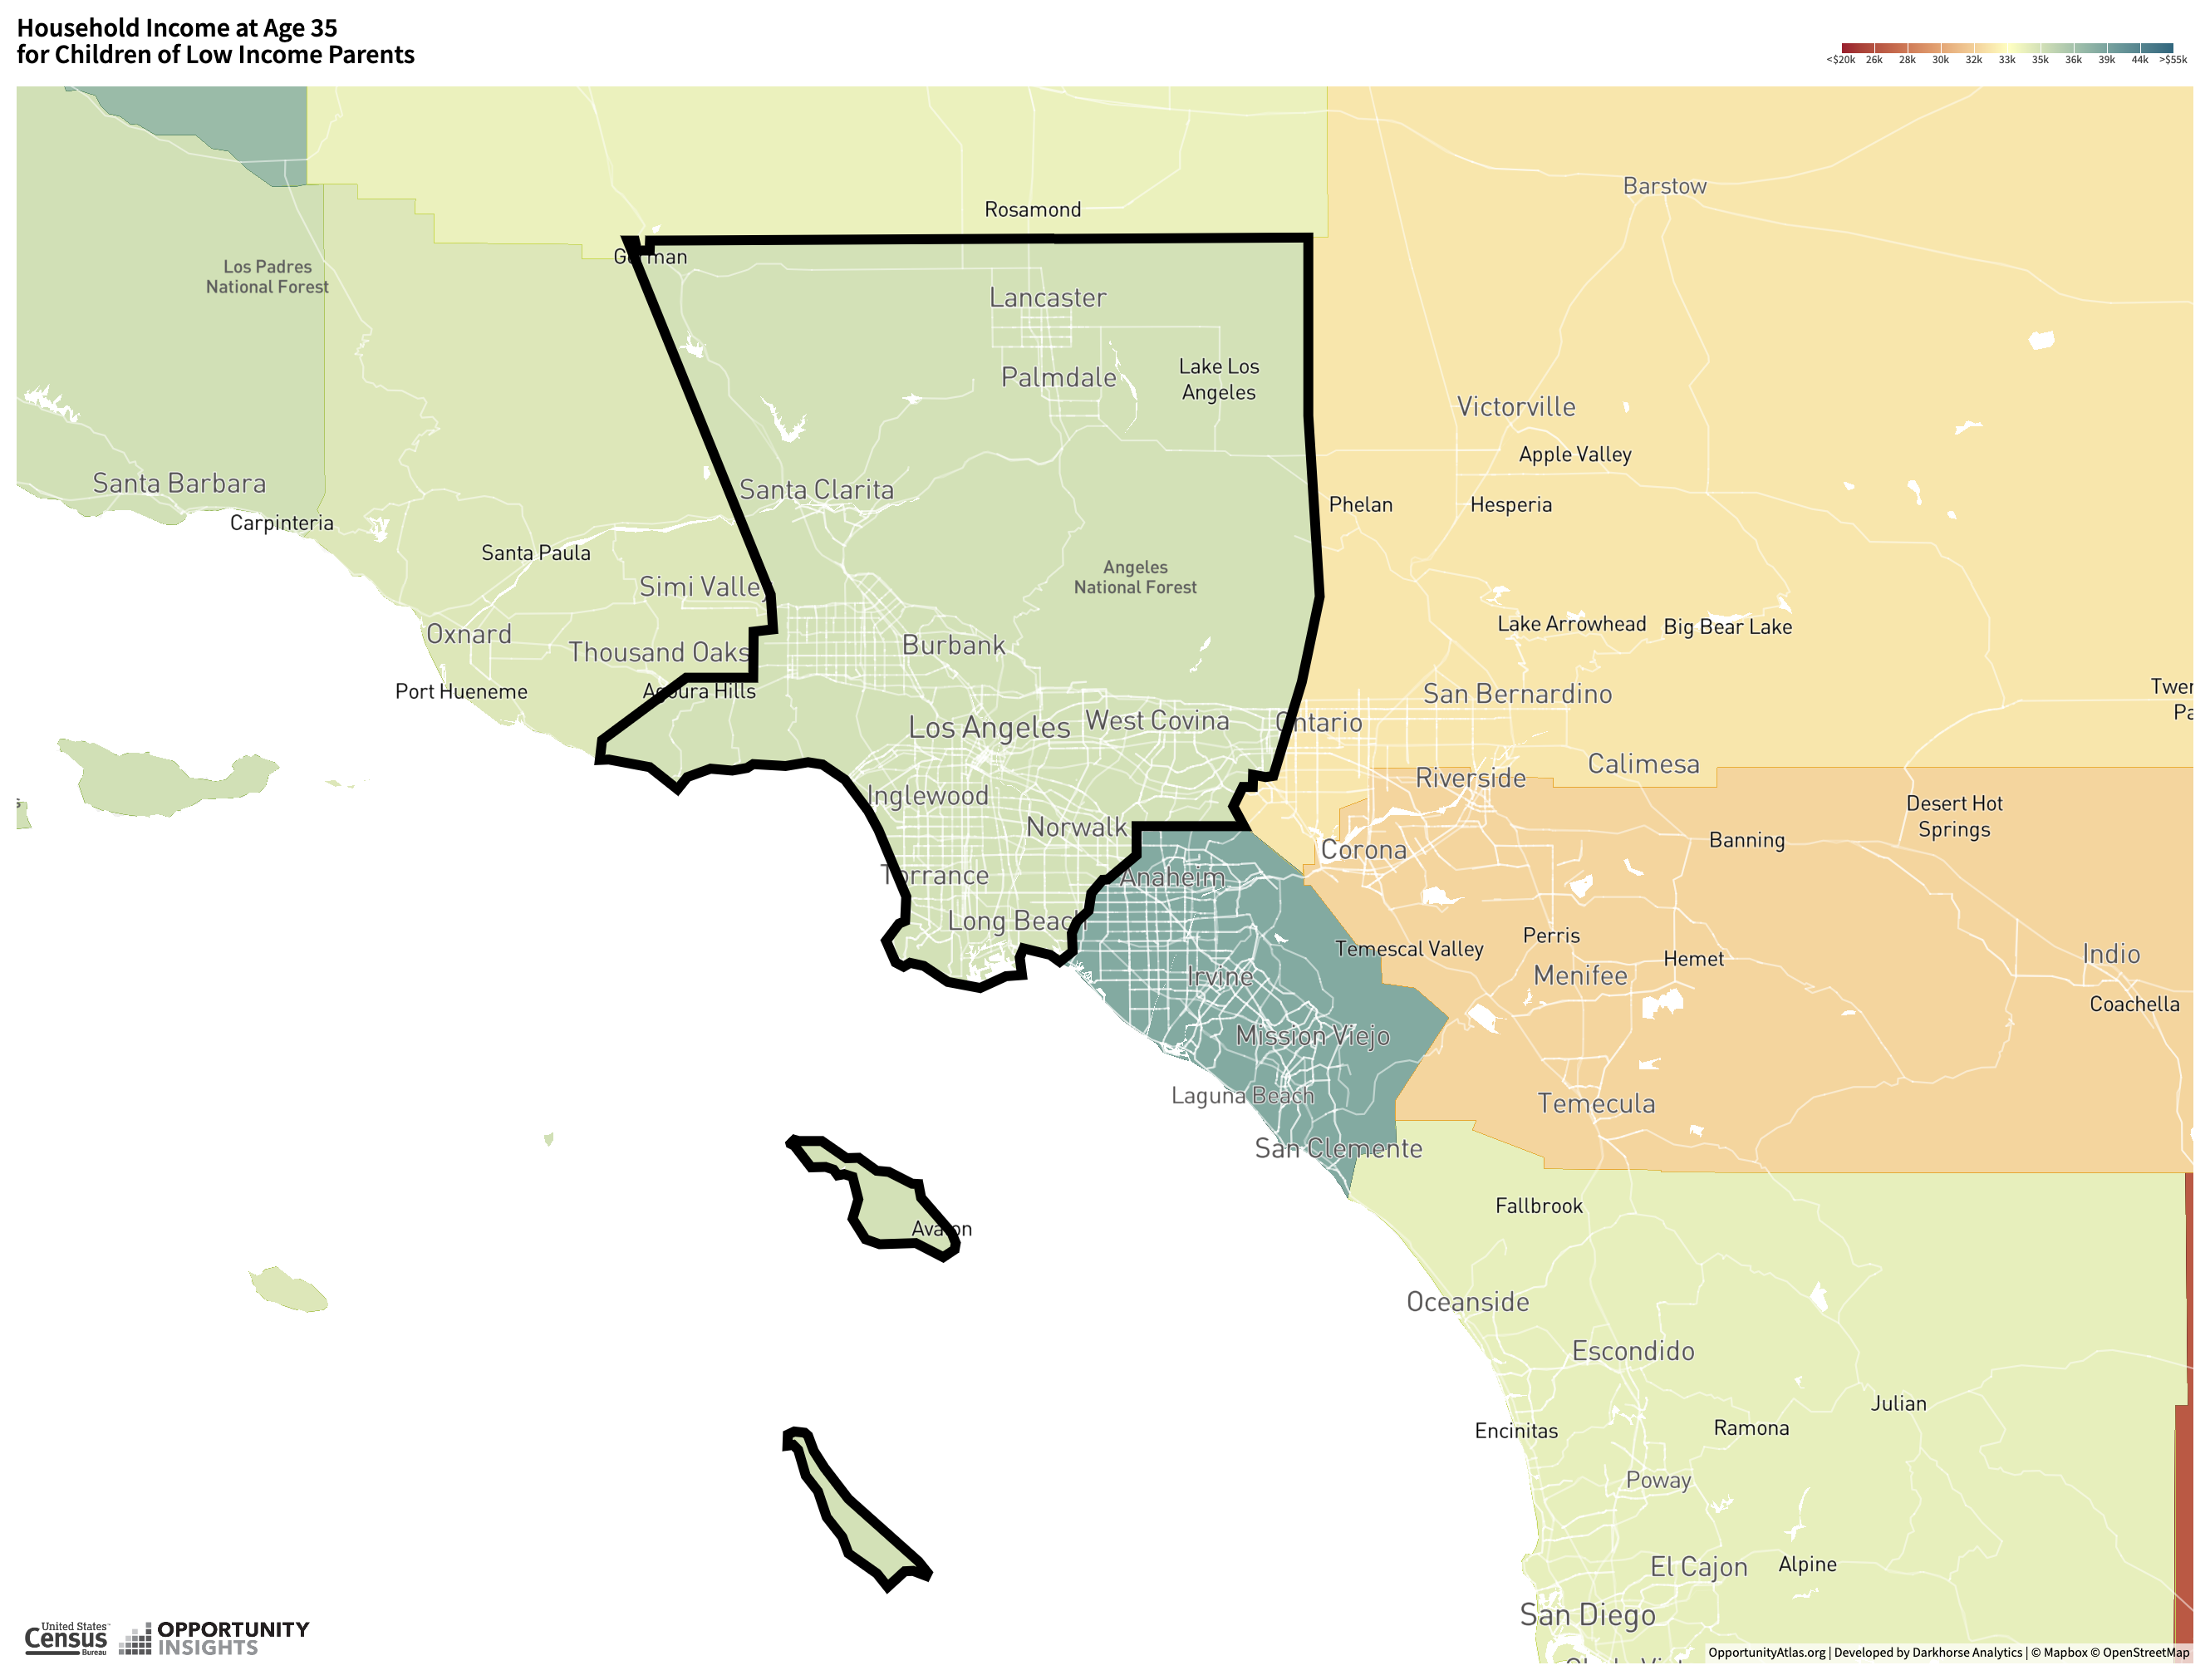 Household Income at Age 35
for Children of Low Income Parents
<$20k 26k 28k 30k 32k 33k 35k 36k 39k 44k >$55k
Barstow
Rosamond
Gorman
Los Padres
National Forest
Lancaster
Palmdale
Lake Los
Angeles
Victorville
Apple Valley
Santa Barbara
Santa Clarita
Phelan
Hesperia
Carpinteria
Santa Paula
Angeles
National Forest
Simi Valley
Lake Arrowhead
Big Bear Lake
Oxnard
Burbank
Thousand Oaks
Port Hueneme
Agoura Hills
San Bernardino
Twen
Pa
Los Angeles
West Covina
Ontario
Calimesa
Riverside
Inglewood
Desert Hot
Springs
Norwalk
Banning
Corona
Torrance
Anaheim
Long Beach
Temescal Valley
Perris
Hemet
Indio
Irvine
Menifee
Coachella
Mission Viejo
Laguna Beach
Temecula
San Clemente
Fallbrook
Avalon
Oceanside
Escondido
Julian
Encinitas
Ramona
Poway
El Cajon
Alpine
San Diego
United States™
Census
Bureau
OPPORTUNITY
INSIGHTS
OpportunityAtlas.org | Developed by Darkhorse Analytics | © Mapbox © OpenStreetMap